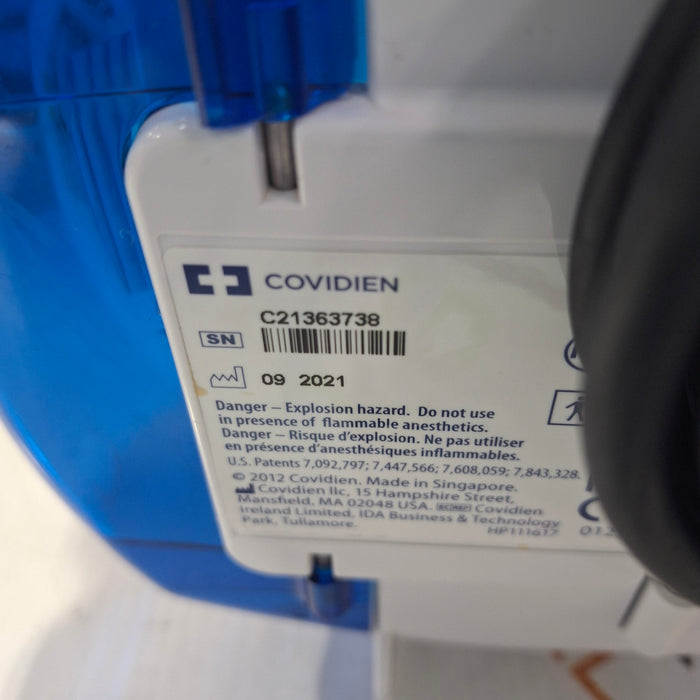 COVIDIEN
SN
C21363738
09 2021
Danger – Explosion hazard. Do not use
in presence of flammable anesthetics.
Danger – Risque d'explosion. Ne pas utiliser
en présence d'anesthésiques inflammables.
U.S. Patents 7,092,797; 7,447,566; 7,608,059; 7,843,328.
© 2012 Covidien. Made in Singapore.
Covidien llc, 15 Hampshire Street,
Mansfield, MA 02048 USA. EC REP Covidien
Ireland Limited, IDA Business & Technology
Park, Tullamore.
HP111617